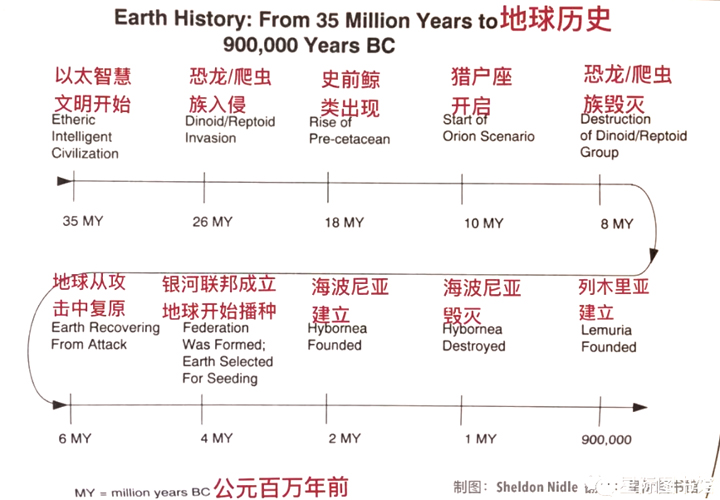 Earth History: From 35 Million Years to地球历史
900,000 Years BC
以太智慧
文明开始
Etheric
Intelligent
Civilization
恐龙/爬虫
族入侵
Dinoid/Reptoid
Invasion
史前鲸
类出现
Rise of
Pre-cetacean
猎户座
开启
Start of
Orion Scenario
恐龙/爬虫
族毁灭
Destruction
of Dinoid/Reptoid
Group
35 MY
26 MY
18 MY
10 MY
8 MY
地球从攻
击中复原
Earth Recovering
From Attack
银河联邦成立
地球开始播种
Federation
Was Formed;
Earth Selected
For Seeding
海波尼亚
建立
Hybornea
Founded
海波尼亚
毁灭
Hybornea
Destroyed
列木里亚
建立
Lemuria
Founded
6 MY
4 MY
2 MY
1 MY
900,000
MY = million years BC 公元百万年前
制图：Sheldon Nidle